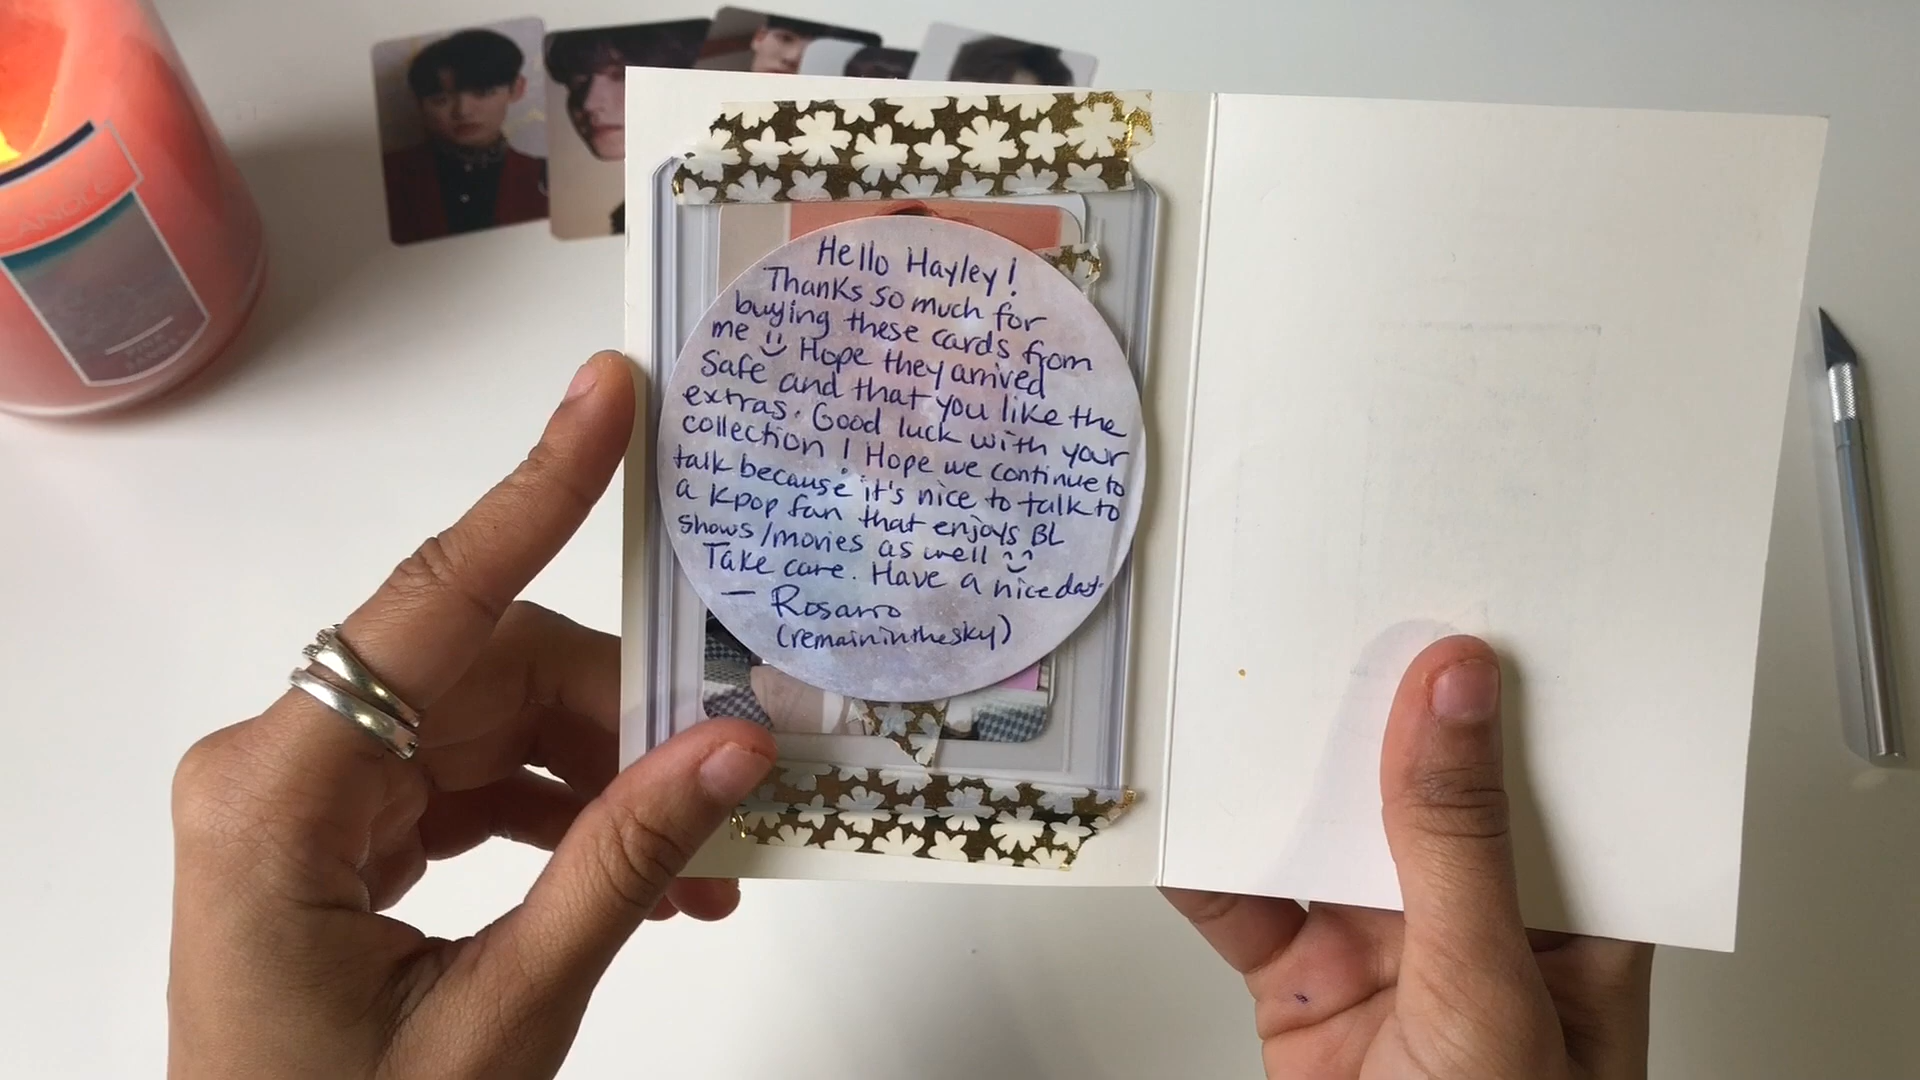 Hello Hayley!
Thanks so much for
buying these cards from
me Hope they arrived
safe and that you like the
extras. Good luck with your
collection! Hope we continue to
talk because it's nice to talk to
a kpop fan that enjoys BL
shows/movies as well
Take care. Have a nice day.
— Rosario
(remaininthesky)
CANDLE